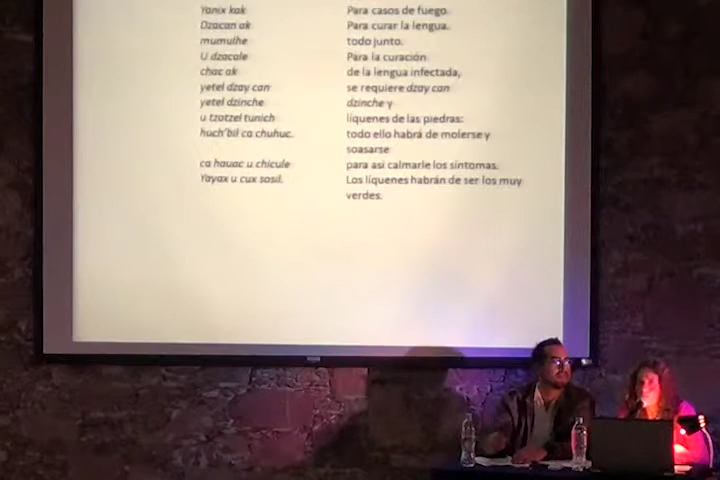 Yanix kak
Para casos de fuego.
Dzacan ak
Para curar la lengua.
mumulhe
todo junto.
U dzacale
Para la curación
chac ak
de la lengua infectada,
yetel dzay can
se requiere dzay can
yetel dzinche
dzinche y
u tzotzel tunich
líquenes de las piedras:
huch'bil ca chuhuc.
todo ello habrá de molerse y
soasarse
ca hauac u chicule
para así calmarle los síntomas.
Yayax u cux sosil.
Los líquenes habrán de ser los muy
verdes.